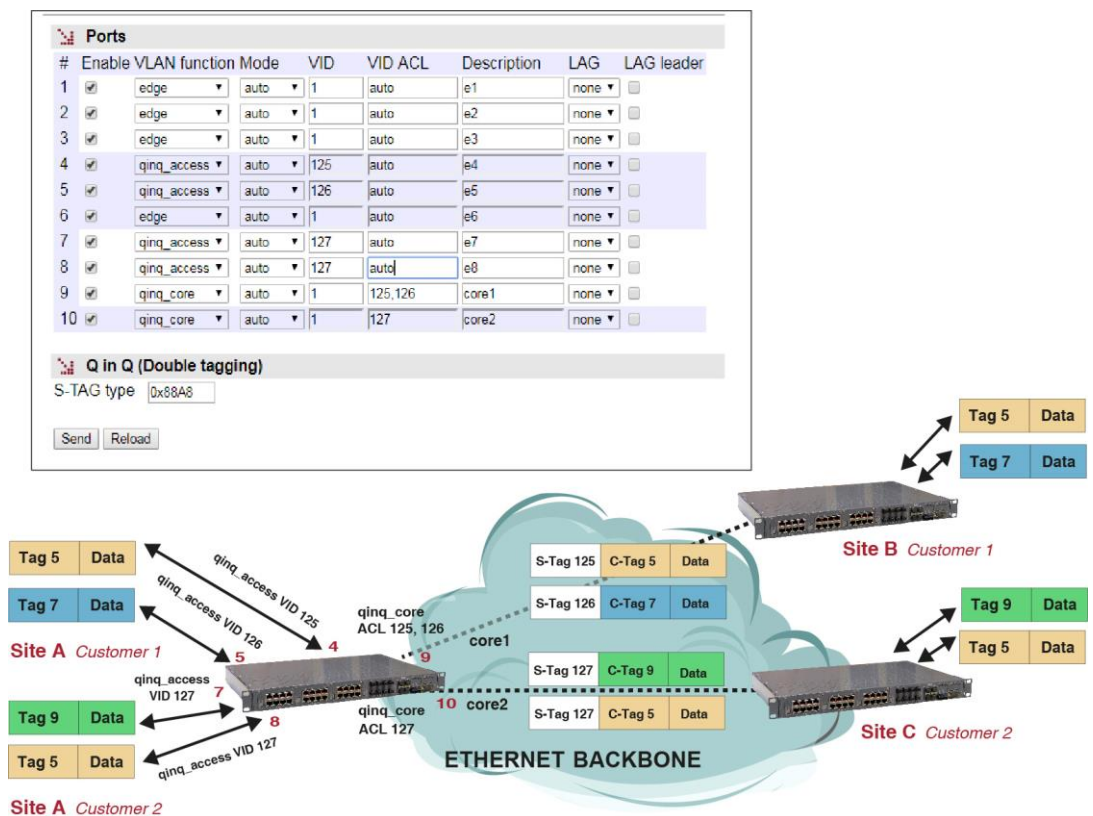 Ports
# Enable VLAN function Mode VID VID ACL Description LAG LAG leader
1 edge auto 1 auto e1 none
2 edge auto 1 auto e2 none
3 edge auto 1 auto e3 none
4 qinq_access auto 125 auto e4 none
5 qinq_access auto 126 auto e5 none
6 edge auto 1 auto e6 none
7 qinq_access auto 127 auto e7 none
8 qinq_access auto 127 auto e8 none
9 qinq_core auto 1 125,126 core1 none
10 qinq_core auto 1 127 core2 none
Q in Q (Double tagging)
S-TAG type 0x88A8
Send Reload
Tag 5 Data
Tag 7 Data
Site B Customer 1
Tag 5 Data
Tag 7 Data
Site A Customer 1
qinq_access VID 125
qinq_access VID 126
4
5
qinq_access
VID 127
7
8
Tag 9 Data
Tag 5 Data
qinq_access VID 127
Site A Customer 2
qinq_core
ACL 125, 126
9
core1
10
core2
qinq_core
ACL 127
S-Tag 125 C-Tag 5 Data
S-Tag 126 C-Tag 7 Data
S-Tag 127 C-Tag 9 Data
S-Tag 127 C-Tag 5 Data
ETHERNET BACKBONE
Tag 9 Data
Tag 5 Data
Site C Customer 2